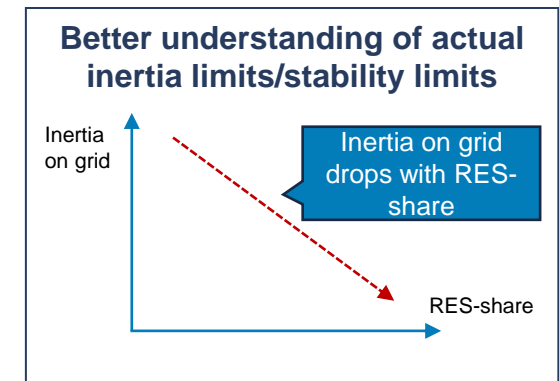 Better understanding of actual
inertia limits/stability limits
Inertia
on grid
Inertia on grid
drops with RES-
share
RES-share